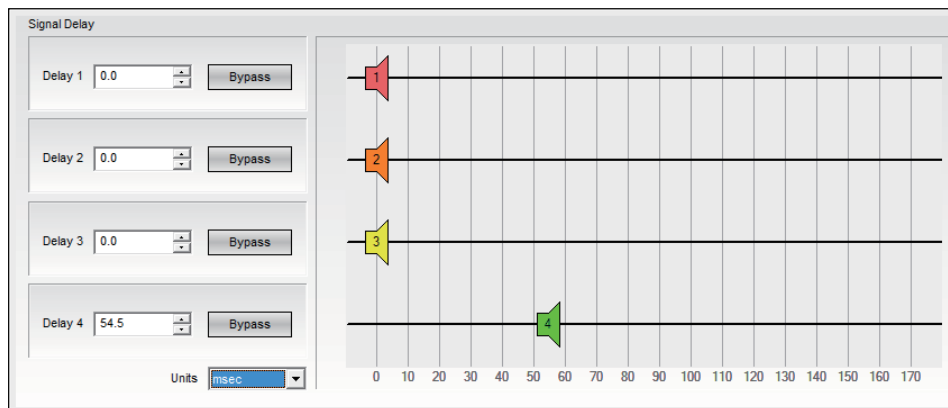 Signal Delay
Delay 1 0.0 Bypass 1
Delay 2 0.0 Bypass 2
Delay 3 0.0 Bypass 3
Delay 4 54.5 Bypass 4
Units msec
0 10 20 30 40 50 60 70 80 90 100 110 120 130 140 150 160 170